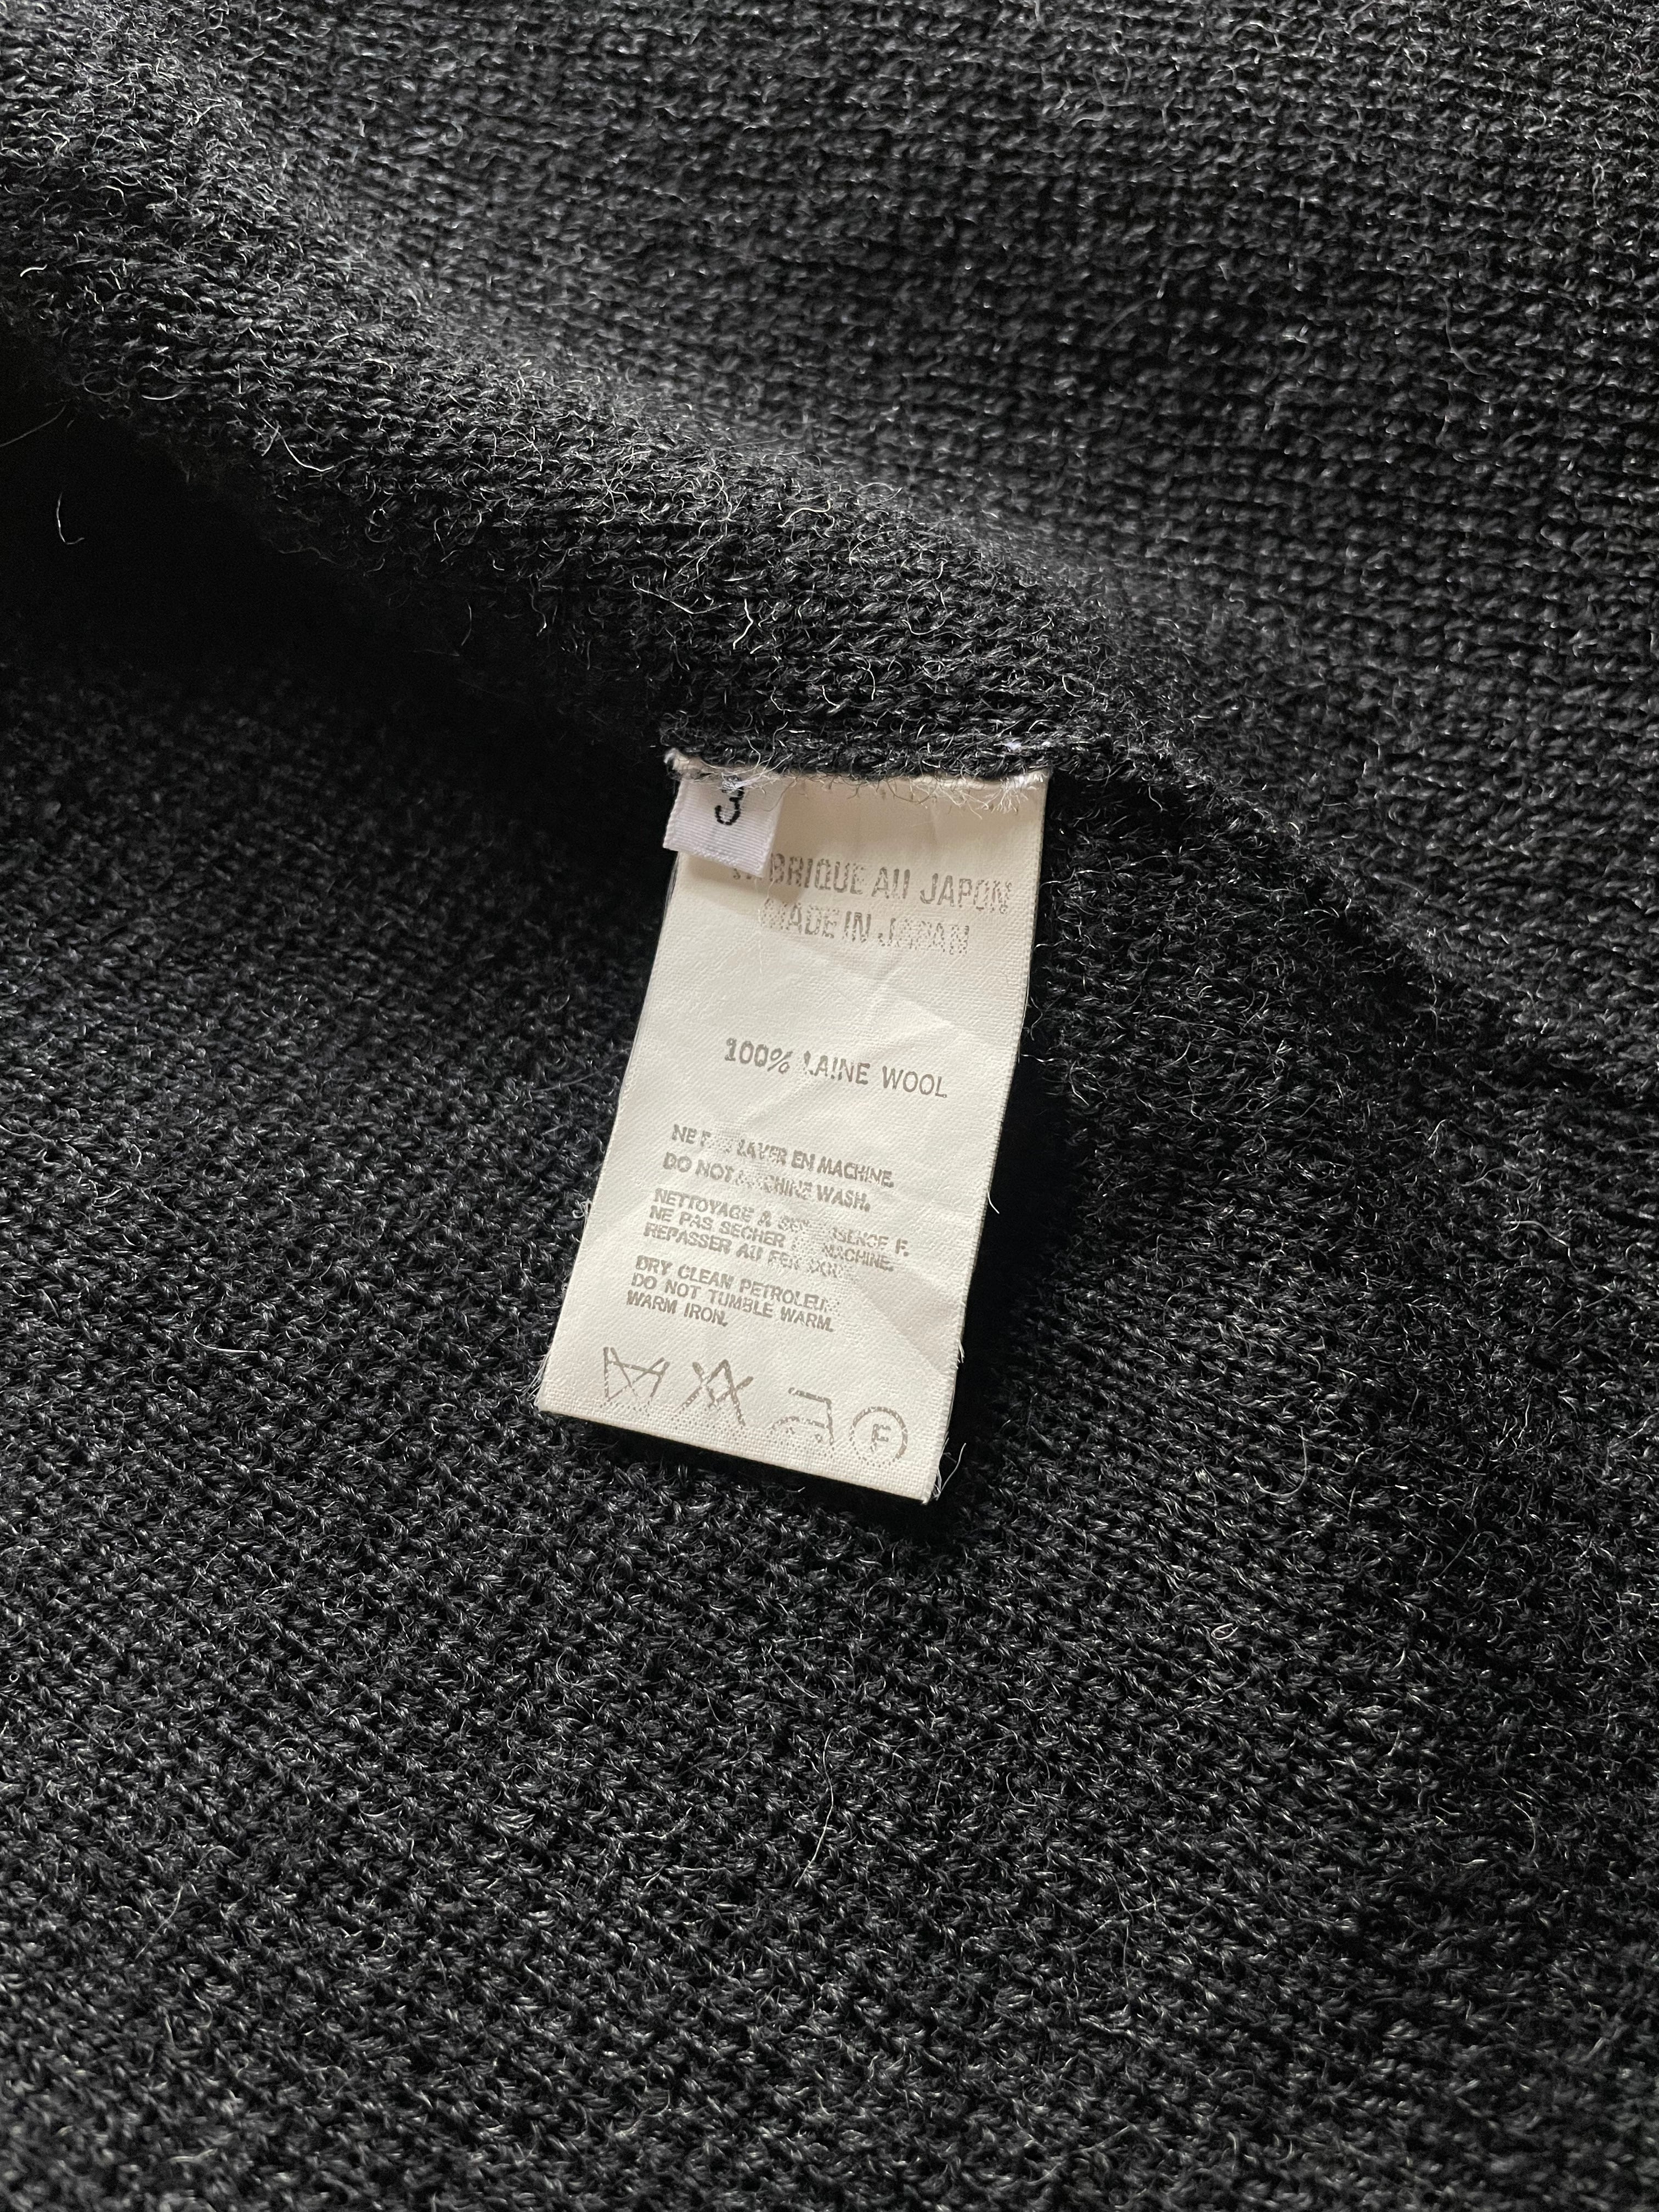 3
BRIQUE AU JAPON
MADE IN JAPAN
100% LAINE WOOL
NE LAVER EN MACHINE.
DO NOT MACHINE WASH.
NETTOYAGE A F.
NE PAS SECHER MACHINE.
REPASSER AU FER DOUX
DRY CLEAN
DO NOT TUMBLE WARM.
WARM IRON.
F